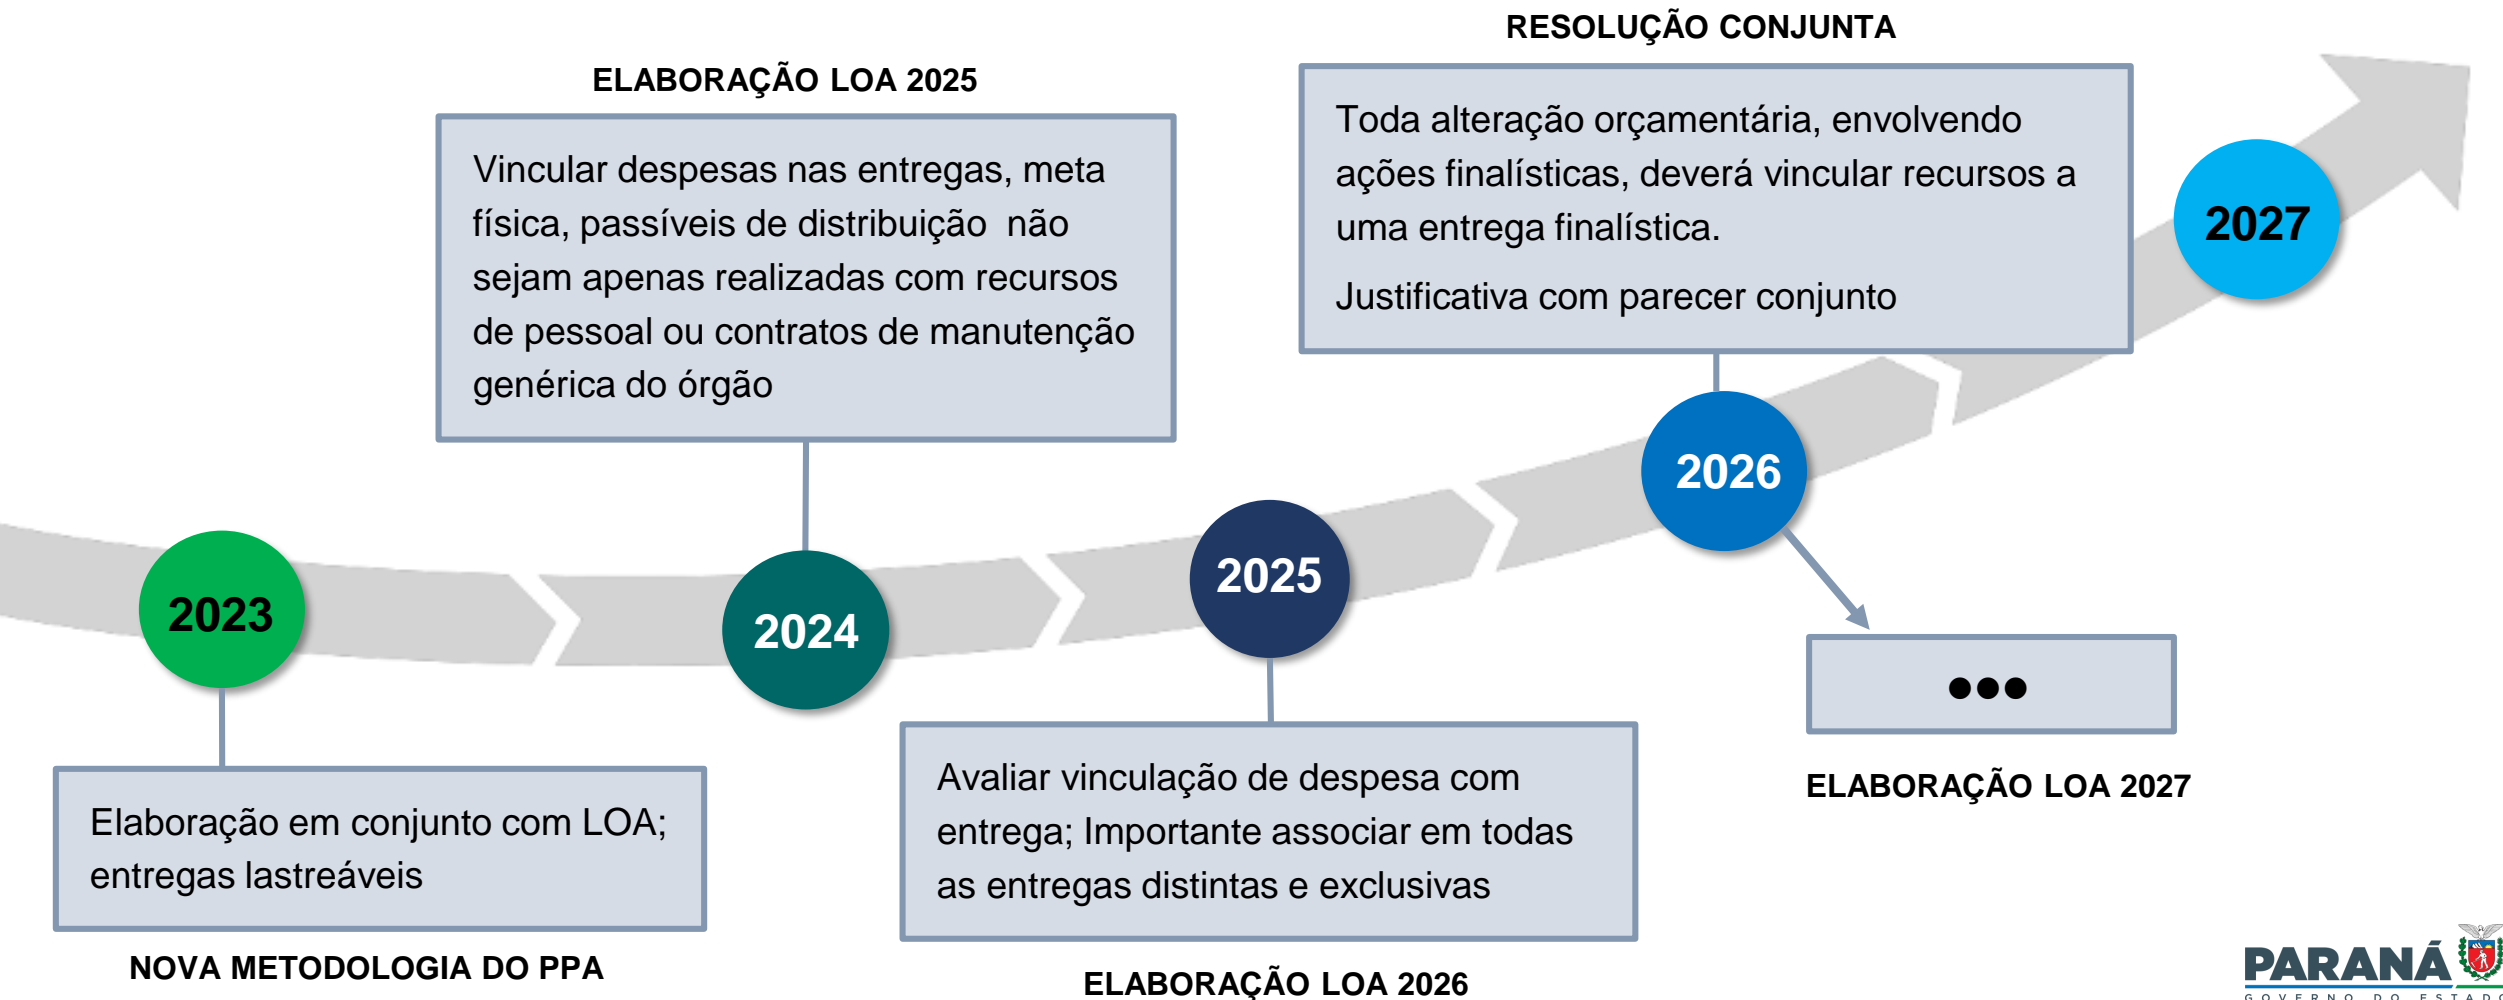 RESOLUÇÃO CONJUNTA
ELABORAÇÃO LOA 2025
Toda alteração orçamentária, envolvendo
ações finalísticas, deverá vincular recursos a
uma entrega finalística.
Justificativa com parecer conjunto
Vincular despesas nas entregas, meta
física, passíveis de distribuição  não
sejam apenas realizadas com recursos
de pessoal ou contratos de manutenção
genérica do órgão
2027
2026
2025
2023
2024
•••
ELABORAÇÃO LOA 2027
Elaboração em conjunto com LOA;
entregas lastreáveis
NOVA METODOLOGIA DO PPA
Avaliar vinculação de despesa com
entrega; Importante associar em todas
as entregas distintas e exclusivas
ELABORAÇÃO LOA 2026
PARANÁ
GOVERNO DO ESTADO